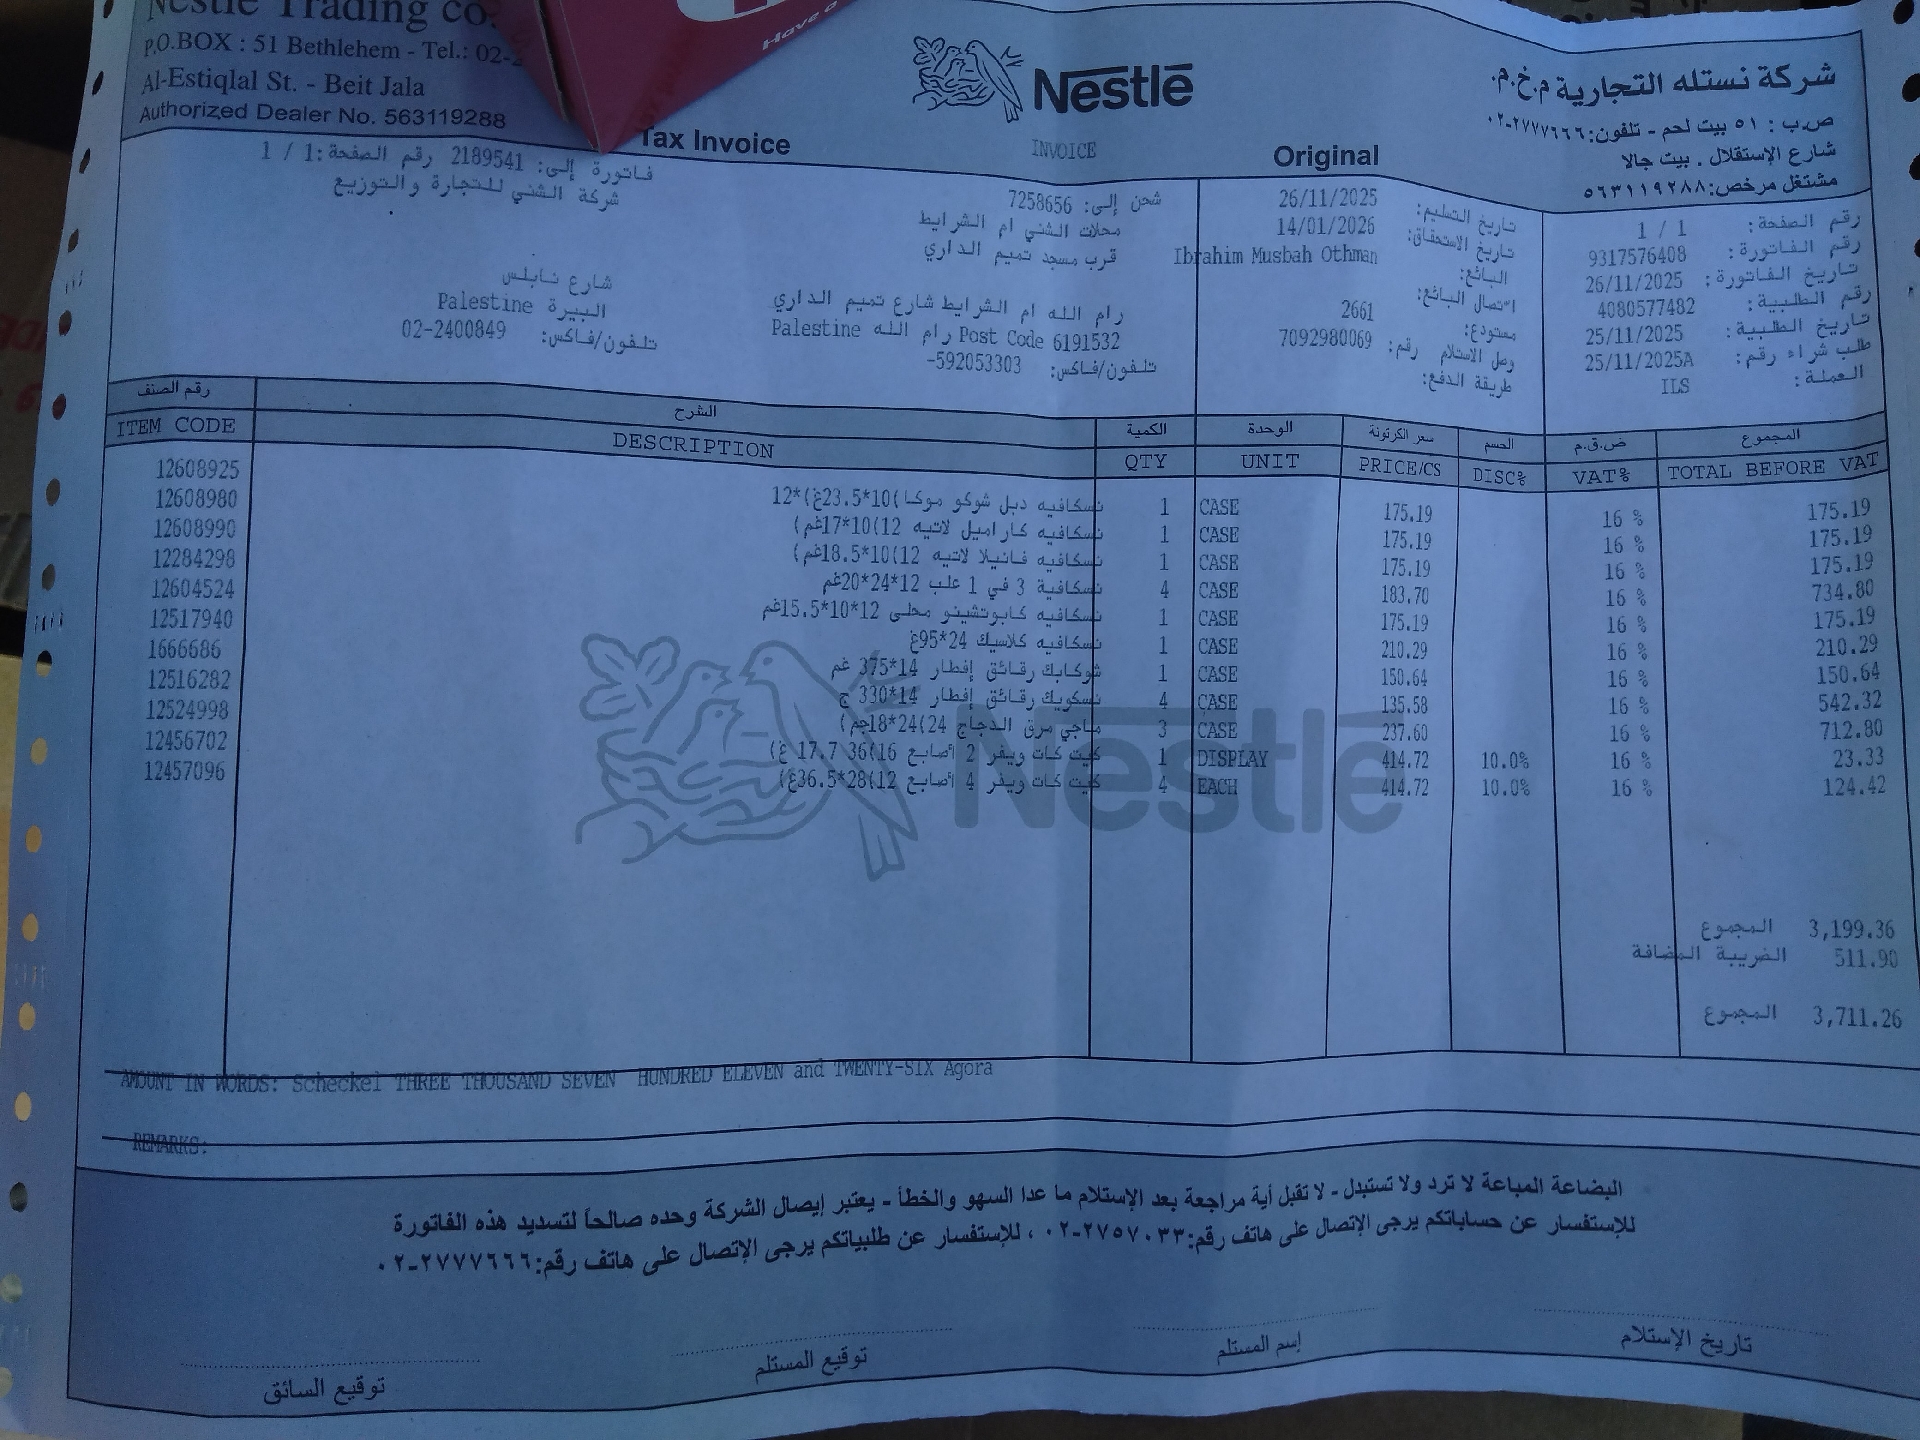 Nestlé Trading co.
P.O.BOX : 51 Bethlehem - Tel.: 02-2
Al-Estiqlal St. - Beit Jala
Authorized Dealer No. 563119288
Have a
Tax Invoice
Nestlé
INVOICE
Original
شركة نستله التجارية م.خ.م.
ص.ب : ٥١ بيت لحم - تلفون: ٢٧٧٧٦٦٦-٠٢
شارع الإستقلال . بيت جالا
مشتغل مرخص: ٥٦٣١١٩٢٨٨
فاتورة إلى: 2189541 رقم الصفحة: 1 / 1
شركة الشني للتجارة والتوزيع
شارع نابلس
البيرة Palestine
تلفون/فاكس: 02-2400849
شحن إلى: 7258656
محلات الشني ام الشرايط
قرب مسجد تميم الداري
رام الله ام الشرايط شارع تميم الداري
Palestine رام الله Post Code 6191532
تلفون/فاكس: 592053303-
تاريخ التسليم: 26/11/2025
تاريخ الاستحقاق: 14/01/2026
البائع: Ibrahim Musbah Othman
اتصال البائع:
مستودع: 2661
وصل الاستلام رقم: 7092980069
طريقة الدفع:
رقم الصفحة: 1 / 1
رقم الفاتورة: 9317576408
تاريخ الفاتورة: 26/11/2025
رقم الطلبية: 4080577482
تاريخ الطلبية: 25/11/2025
طلب شراء رقم: 25/11/2025A
العملة: ILS
رقم الصنف الشرح الكمية الوحدة سعر الكرتونة الحسم ض.ق.م المجموع
ITEM CODE DESCRIPTION QTY UNIT PRICE/CS DISC% VAT% TOTAL BEFORE VAT
12608925 نسكافيه دبل شوكو موكا)10*23.5غ(*12 1 CASE 175.19 16 % 175.19
12608980 نسكافيه كاراميل لاتيه 12(10*17غم) 1 CASE 175.19 16 % 175.19
12608990 نسكافيه فانيلا لاتيه 12(10*18.5غم) 1 CASE 175.19 16 % 175.19
12284298 نسكافية 3 في 1 علب 12*24*20غم 4 CASE 183.70 16 % 734.80
12604524 نسكافيه كابوتشينو محلى 12*10*15.5غم 1 CASE 175.19 16 % 175.19
12517940 نسكافيه كلاسيك 24*95غ 1 CASE 210.29 16 % 210.29
1666686 شوكابك رقائق إفطار 14*375 غم 1 CASE 150.64 16 % 150.64
12516282 نسكويك رقائق إفطار 14*330 ج 4 CASE 135.58 16 % 542.32
12524998 ماجي مرق الدجاج 24(24*18جم) 3 CASE 237.60 16 % 712.80
12456702 كيت كات ويفر 2 أصابع 16(36 17.7 غ) 1 DISPLAY 414.72 10.0% 16 % 23.33
12457096 كيت كات ويفر 4 أصابع 12(28*36.5غ) 4 EACH 414.72 10.0% 16 % 124.42
Nestlé
المجموع 3,199.36
الضريبة المضافة 511.90
المجموع 3,711.26
AMOUNT IN WORDS: Scheckel THREE THOUSAND SEVEN HUNDRED ELEVEN and TWENTY-SIX Agora
REMARKS:
البضاعة المباعة لا ترد ولا تستبدل - لا تقبل أية مراجعة بعد الإستلام ما عدا السهو والخطأ - يعتبر إيصال الشركة وحده صالحاً لتسديد هذه الفاتورة
للإستفسار عن حساباتكم يرجى الإتصال على هاتف رقم: ٢٧٥٧٠٣٣-٠٢ ، للإستفسار عن طلبياتكم يرجى الإتصال على هاتف رقم: ٢٧٧٧٦٦٦-٠٢
تاريخ الإستلام
إسم المستلم
توقيع المستلم
توقيع السائق